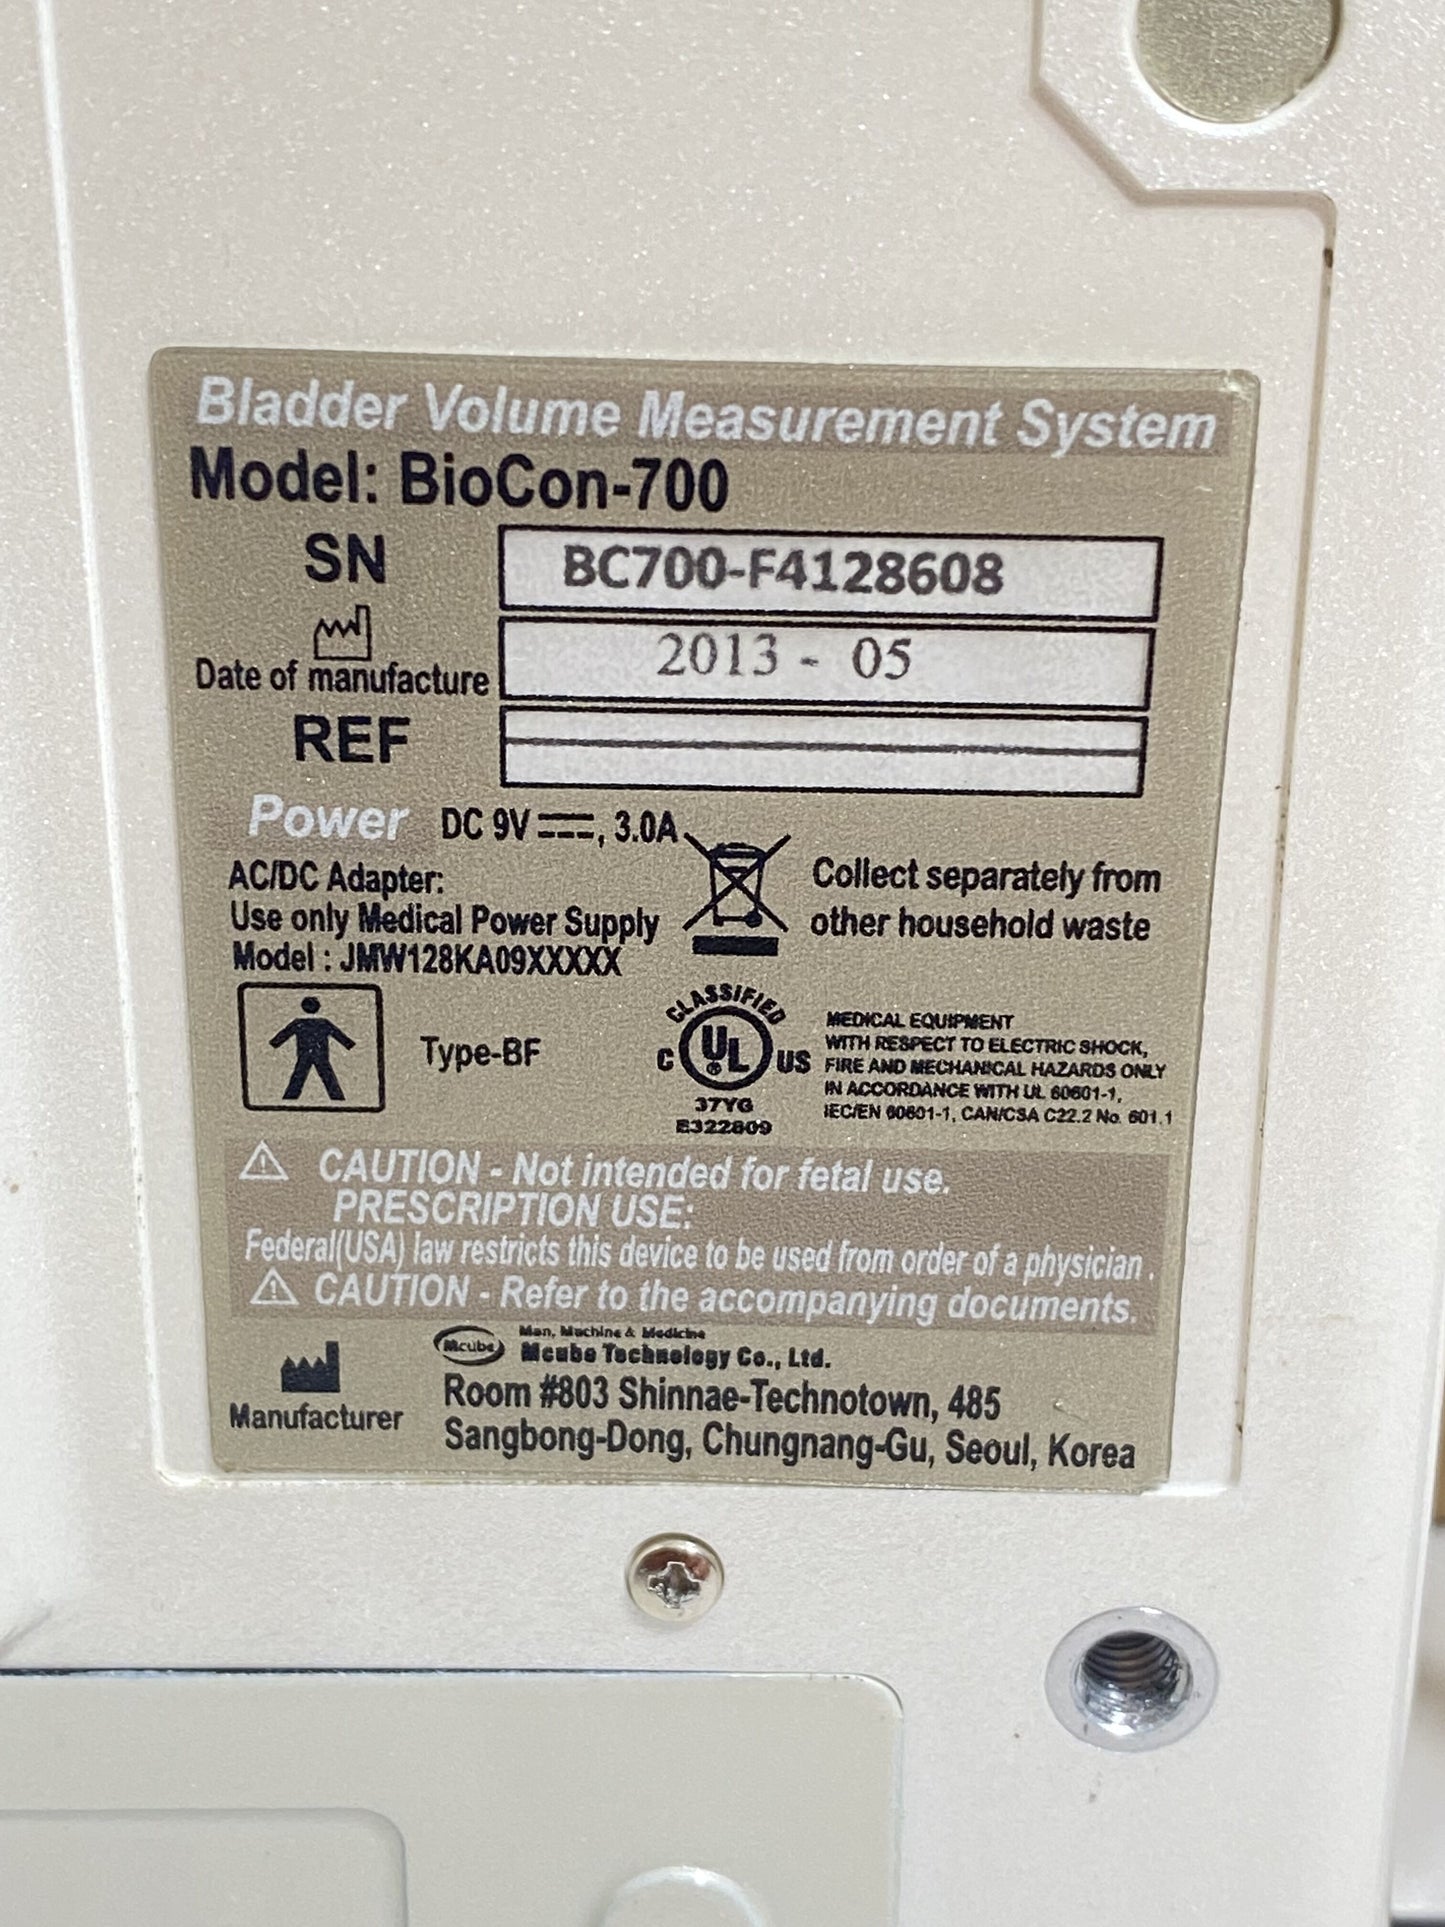 Bladder Volume Measurement System
Model: BioCon-700
SN BC700-F4128608
Date of manufacture 2013 - 05
REF
Power DC 9V ⎓, 3.0A
AC/DC Adapter:
Use only Medical Power Supply
Model : JMW128KA09XXXXX
Collect separately from
other household waste
Type-BF
CLASSIFIED
C UL ® US
37YG
E322809
MEDICAL EQUIPMENT
WITH RESPECT TO ELECTRIC SHOCK,
FIRE AND MECHANICAL HAZARDS ONLY
IN ACCORDANCE WITH UL 60601-1,
IEC/EN 60601-1, CAN/CSA C22.2 No. 601.1
CAUTION - Not intended for fetal use.
PRESCRIPTION USE:
Federal(USA) law restricts this device to be used from order of a physician .
CAUTION - Refer to the accompanying documents.
Manufacturer
Mcube
Man, Machine & Medicine
Mcube Technology Co., Ltd.
Room #803 Shinnae-Technotown, 485
Sangbong-Dong, Chungnang-Gu, Seoul, Korea